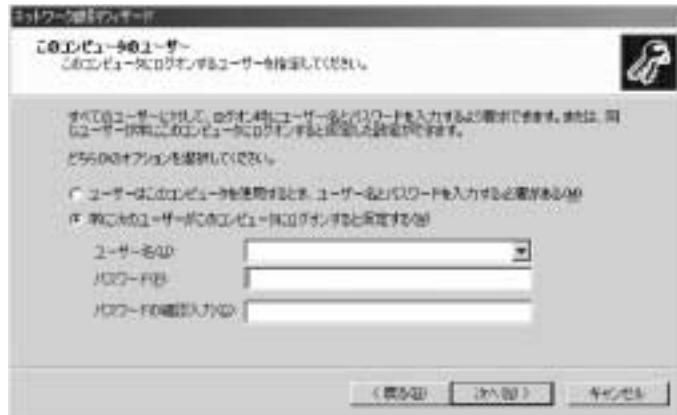 ネットワーク設定ウィザード
このコンピュータのユーザー
このコンピュータにログオンするユーザーを指定してください。
すべてのユーザーに対して、ログオン時にユーザー名とパスワードを入力するよう要求できます。または、同
じユーザーが常にこのコンピュータにログオンすると仮定した設定ができます。
どちらかのオプションを選択してください。
ユーザーはこのコンピュータを使用するとき、ユーザー名とパスワードを入力する必要がある(M)
常に次のユーザーがこのコンピュータにログオンすると仮定する(W)
ユーザー名(U):
パスワード(P):
パスワードの確認入力(C):
< 戻る(B)
次へ(N) >
キャンセル